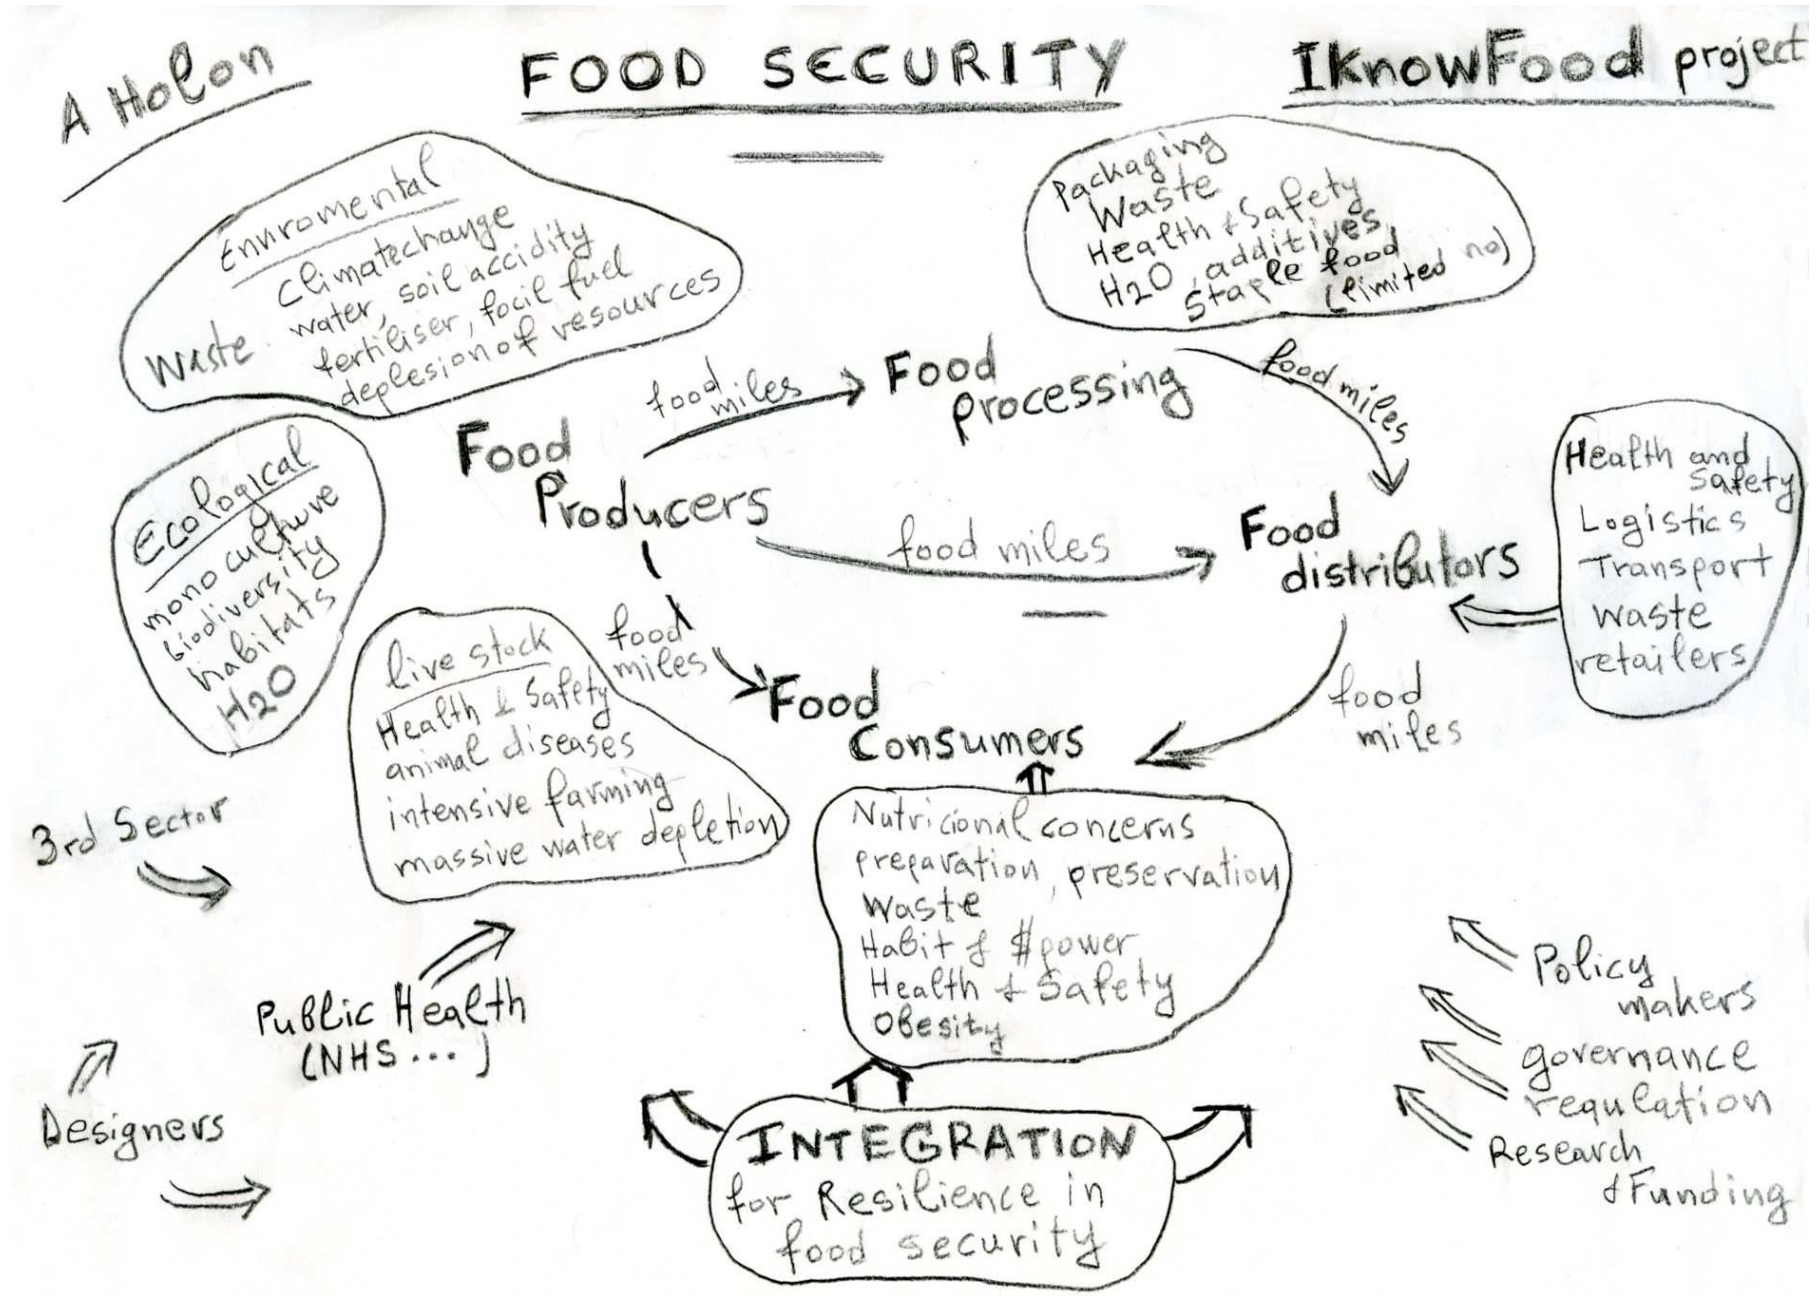 A Holon
FOOD SECURITY
IKnowFood project
Enviromental
Climatechange
water, soil accidity
fertiliser, focil fuel
Waste
deplesion of resources
Packaging
Waste
Health & Safety
H2O, additives,
Staple food
(limited no)
food
miles
Food
processing
food miles
Food
Producers
Ecological
mono culture
biodiversity
habitats
H2O
food miles
Food
distributors
Health and
Safety
Logistics
Transport
Waste
retailers
live stock
Health & Safety
animal diseases
intensive farming
massive water depletion
food
miles
Food
Consumers
food
miles
Nutricional concerns
preparation, preservation
Waste
Habit & $power
Health & Safety
Obesity
3rd Sector
Public Health
(NHS...)
Designers
Policy
makers
governance
regulation
Research
& Funding
INTEGRATION
for Resilience in
food security